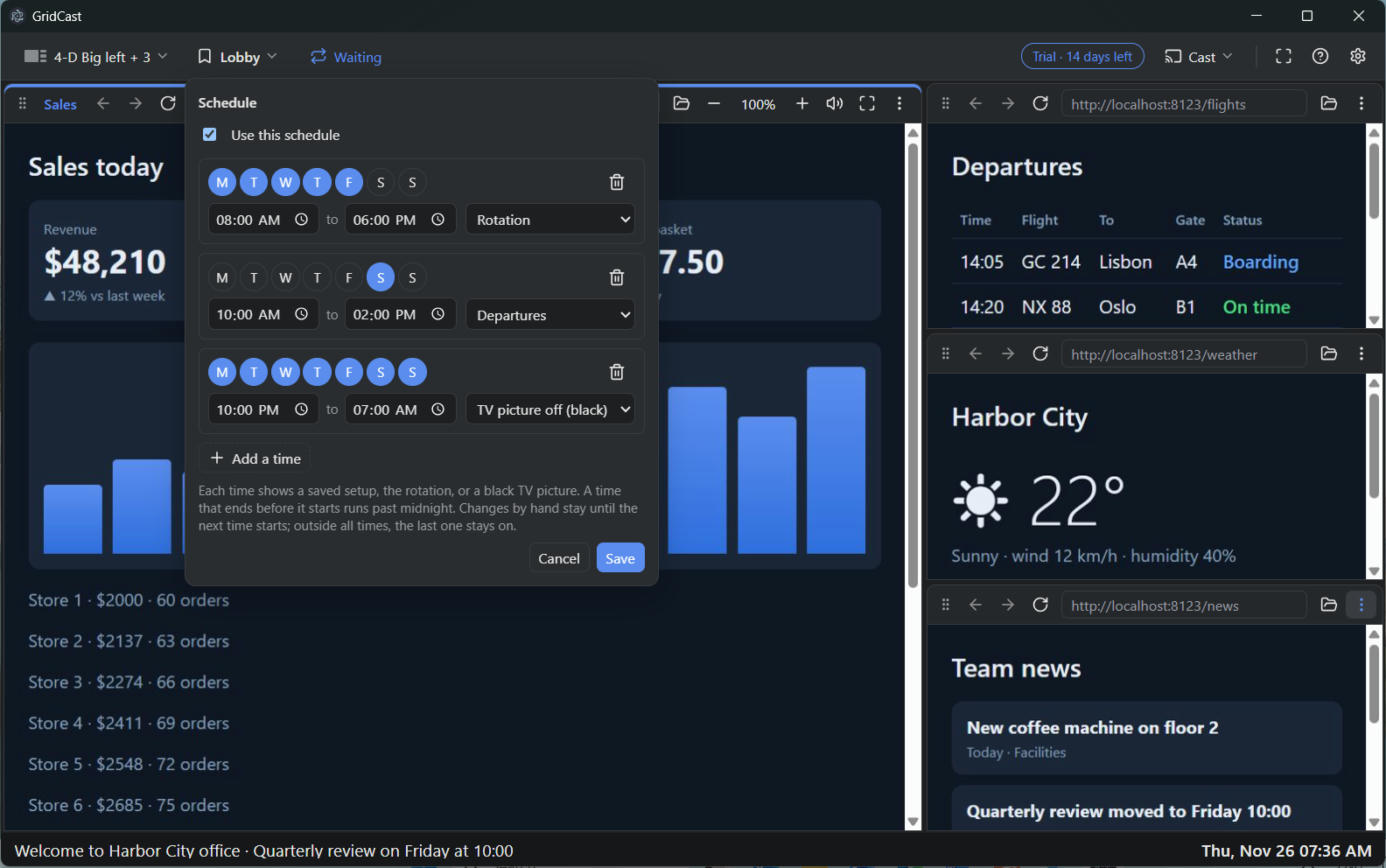 GridCast
4-D Big left + 3
Lobby
Waiting
Trial · 14 days left
Cast
Sales
100%
Schedule
Use this schedule
M T W T F S S
08:00 AM to 06:00 PM Rotation
M T W T F S S
10:00 AM to 02:00 PM Departures
M T W T F S S
10:00 PM to 07:00 AM TV picture off (black)
+ Add a time
Each time shows a saved setup, the rotation, or a black TV picture. A time
that ends before it starts runs past midnight. Changes by hand stay until the
next time starts; outside all times, the last one stays on.
Cancel Save
Sales today
Revenue
$48,210
▲ 12% vs last week
asket
7.50
Store 1 · $2000 · 60 orders
Store 2 · $2137 · 63 orders
Store 3 · $2274 · 66 orders
Store 4 · $2411 · 69 orders
Store 5 · $2548 · 72 orders
Store 6 · $2685 · 75 orders
http://localhost:8123/flights
Departures
Time Flight To Gate Status
14:05 GC 214 Lisbon A4 Boarding
14:20 NX 88 Oslo B1 On time
http://localhost:8123/weather
Harbor City
22°
Sunny · wind 12 km/h · humidity 40%
http://localhost:8123/news
Team news
New coffee machine on floor 2
Today · Facilities
Quarterly review moved to Friday 10:00
Welcome to Harbor City office · Quarterly review on Friday at 10:00
Thu, Nov 26 07:36 AM